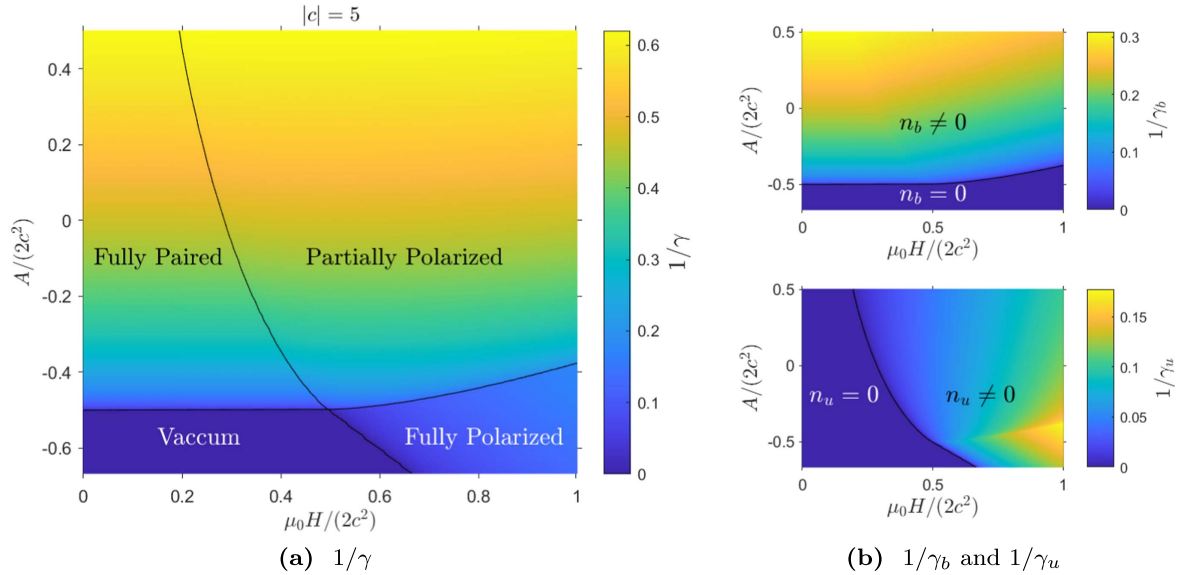 |c| = 5
0.4
0.2
0
-0.2
-0.4
-0.6
A/(2c²)
0
0.2
0.4
0.6
0.8
1
μ₀H/(2c²)
Fully Paired
Partially Polarized
Vaccum
Fully Polarized
0.6
0.5
0.4
0.3
0.2
0.1
0
1/γ
(a) 1/γ
0.5
0
-0.5
A/(2c²)
0
0.5
1
μ₀H/(2c²)
n_b ≠ 0
n_b = 0
0.3
0.2
0.1
0
1/γ_b
0.5
0
-0.5
A/(2c²)
0
0.5
1
μ₀H/(2c²)
n_u = 0
n_u ≠ 0
0.15
0.1
0.05
0
1/γ_u
(b) 1/γ_b and 1/γ_u